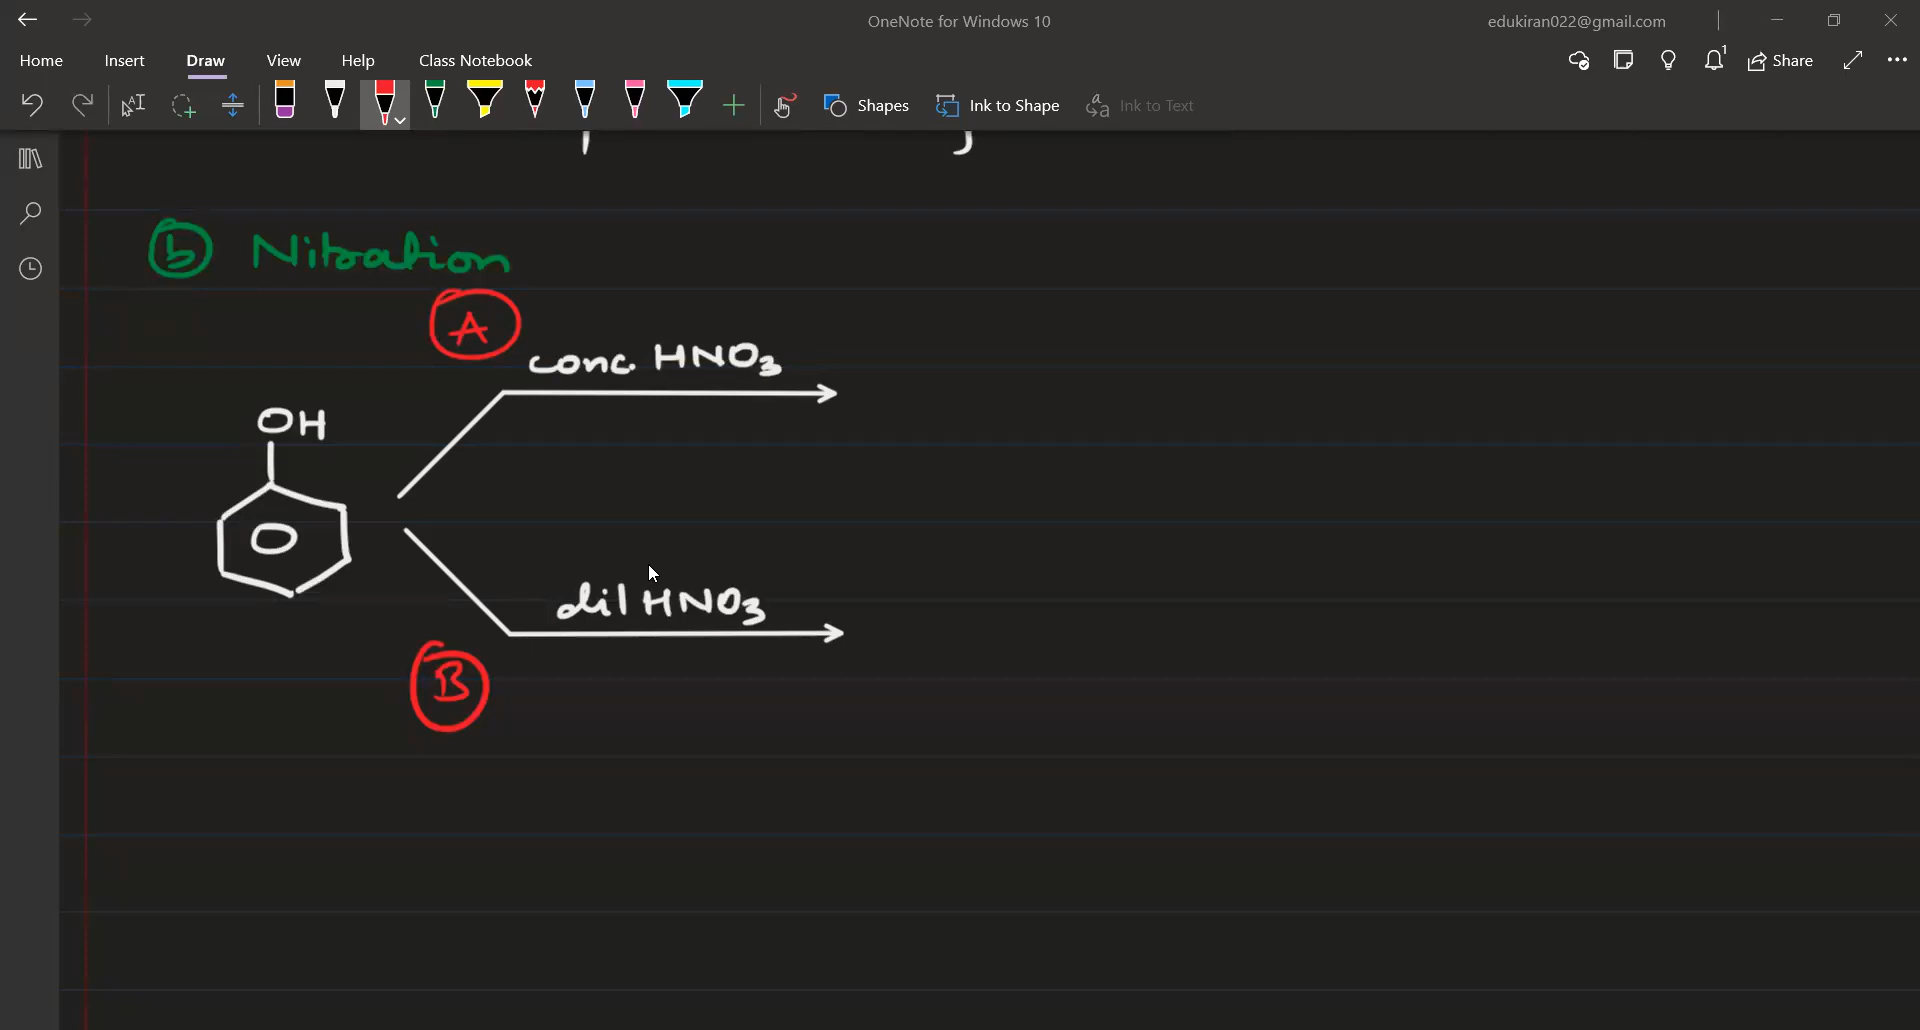 OneNote for Windows 10
edukiran022@gmail.com
Home Insert Draw View Help Class Notebook
1
Share
Shapes
Ink to Shape
Ink to Text
b Nitration
A
conc. HNO3
OH
dil HNO3
B